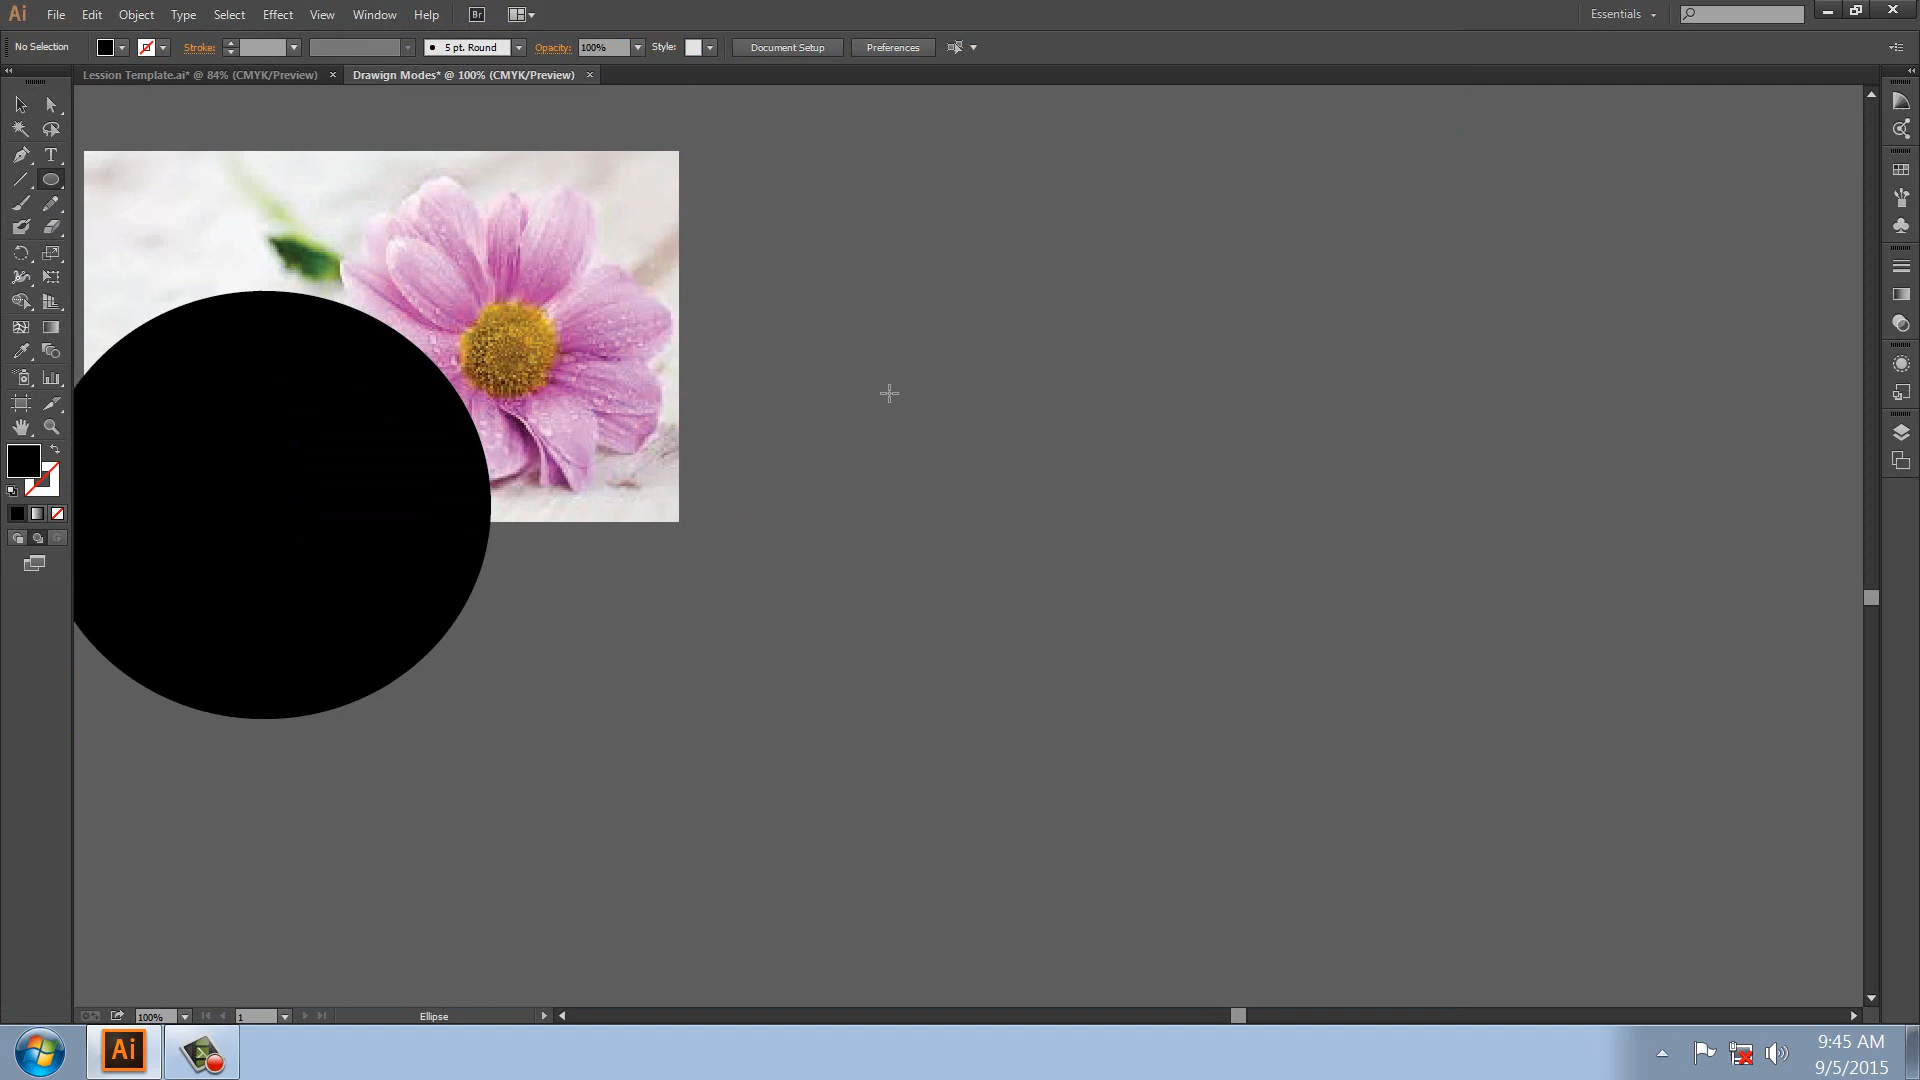 Ai File Edit Object Type Select Effect View Window Help Br Essentials
No Selection Stroke: 5 pt. Round Opacity: 100% Style: Document Setup Preferences
Lession Template.ai* @ 84% (CMYK/Preview) × Drawign Modes* @ 100% (CMYK/Preview) ×
T
100% 1 Ellipse
Ai
9:45 AM
9/5/2015